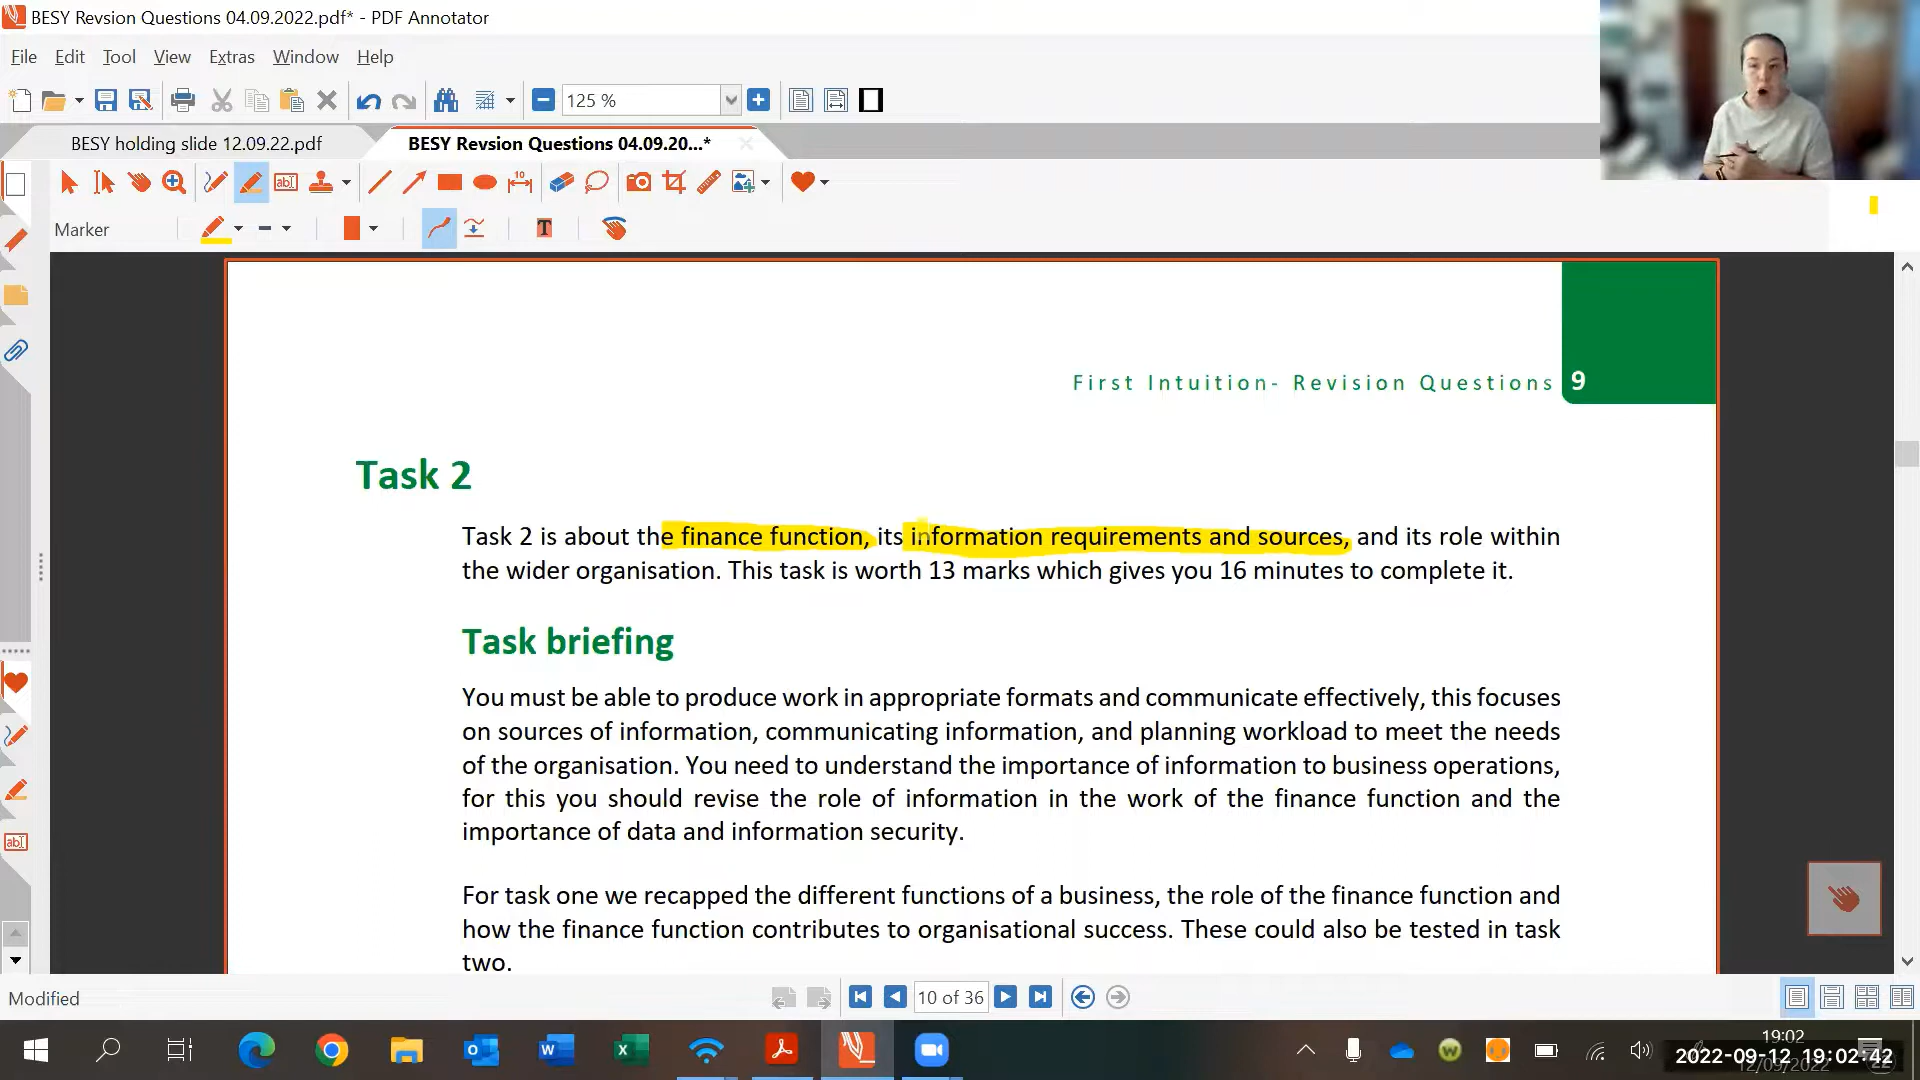 BESY Revsion Questions 04.09.2022.pdf* - PDF Annotator
File Edit Tool View Extras Window Help
125 %
BESY holding slide 12.09.22.pdf
BESY Revsion Questions 04.09.20...*
Marker
First Intuition- Revision Questions 9
Task 2
Task 2 is about the finance function, its information requirements and sources, and its role within
the wider organisation. This task is worth 13 marks which gives you 16 minutes to complete it.
Task briefing
You must be able to produce work in appropriate formats and communicate effectively, this focuses
on sources of information, communicating information, and planning workload to meet the needs
of the organisation. You need to understand the importance of information to business operations,
for this you should revise the role of information in the work of the finance function and the
importance of data and information security.
For task one we recapped the different functions of a business, the role of the finance function and
how the finance function contributes to organisational success. These could also be tested in task
two.
Modified
10 of 36
19:02
2022-09-12 19:02:42
12/09/2022
22